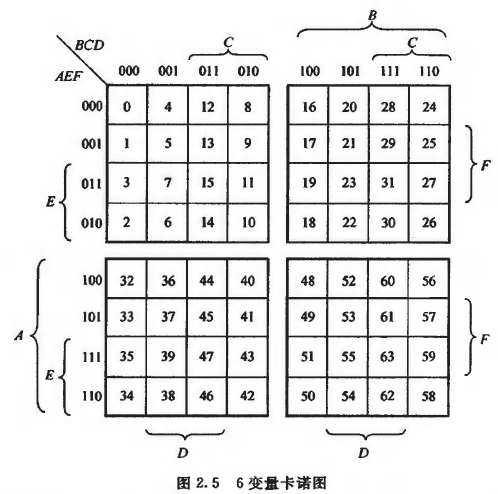 B
BCD C C
AEF 000 001 011 010 100 101 111 110
000 0 4 12 8 16 20 28 24
001 1 5 13 9 17 21 29 25
F
E 011 3 7 15 11 19 23 31 27
010 2 6 14 10 18 22 30 26
100 32 36 44 40 48 52 60 56
101 33 37 45 41 49 53 61 57
A F
E 111 35 39 47 43 51 55 63 59
110 34 38 46 42 50 54 62 58
D D
图 2.5 6变量卡诺图